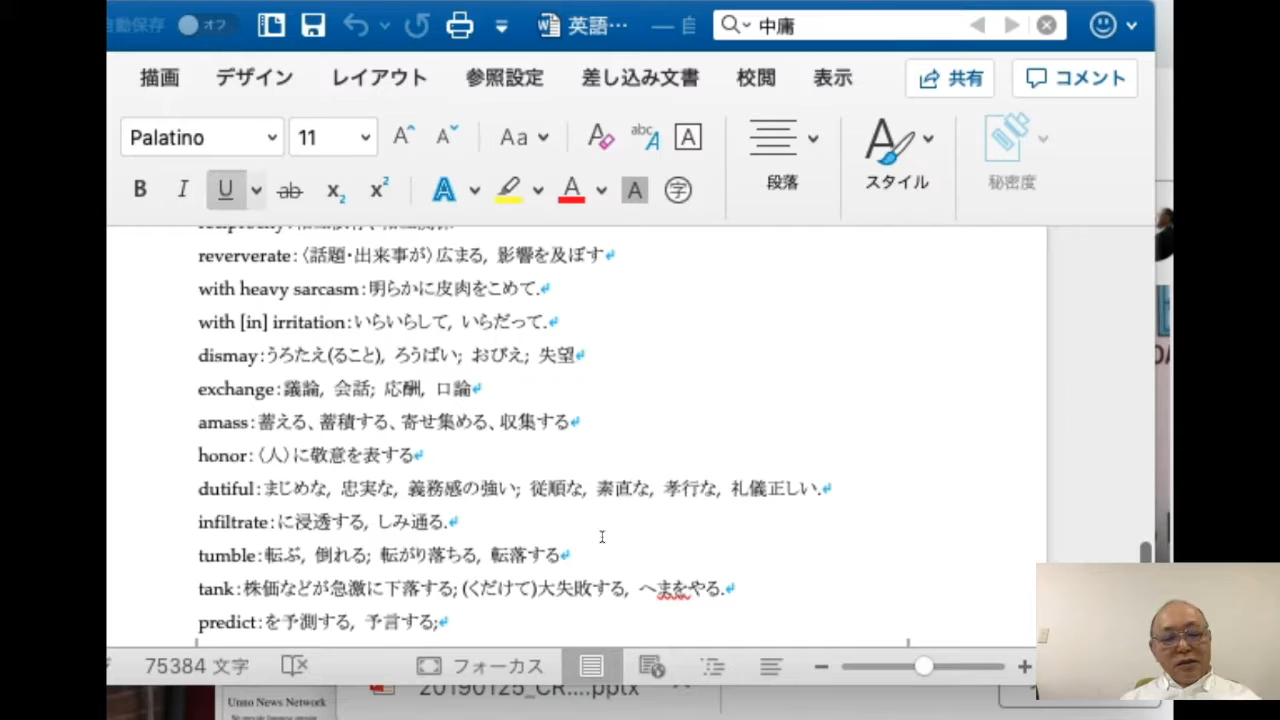 自動保存 オフ 英語… — 自 中庸
描画 デザイン レイアウト 参照設定 差し込み文書 校閲 表示 共有 コメント
Palatino 11 A^ Aˇ Aa A abc A A
B I U ab x₂ x² A A A 字 段落 スタイル 秘密度
reververate：〈話題・出来事が〉広まる, 影響を及ぼす
with heavy sarcasm：明らかに皮肉をこめて.
with [in] irritation：いらいらして, いらだって.
dismay：うろたえ(ること), ろうばい; おびえ; 失望
exchange：議論, 会話; 応酬, 口論
amass：蓄える、蓄積する、寄せ集める、収集する
honor：〈人〉に敬意を表する
dutiful：まじめな, 忠実な, 義務感の強い; 従順な, 素直な, 孝行な, 礼儀正しい.
infiltrate：に浸透する, しみ通る.
tumble：転ぶ, 倒れる; 転がり落ちる, 転落する
tank：株価などが急激に下落する; (くだけて)大失敗する, へまをやる.
predict：を予測する, 予言する;
75384 文字 フォーカス
20190125_CR....pptx
Unno News Network